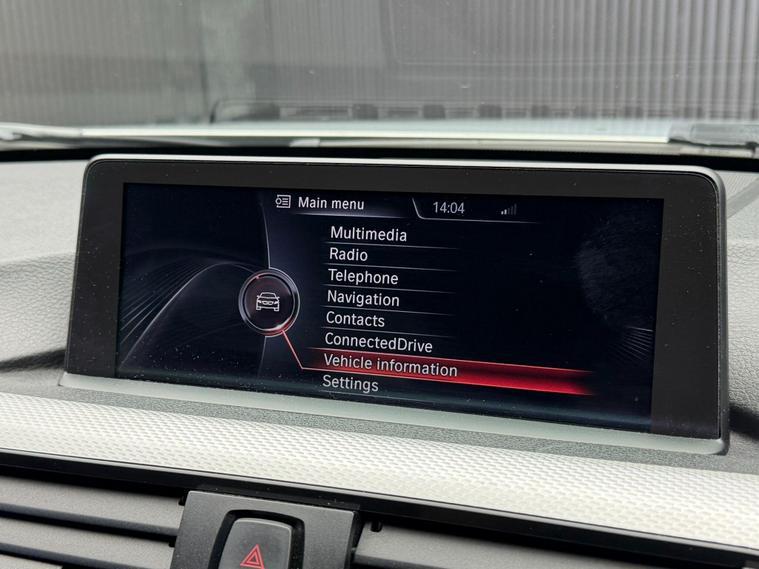 Main menu
14:04
Multimedia
Radio
Telephone
Navigation
Contacts
ConnectedDrive
Vehicle information
Settings